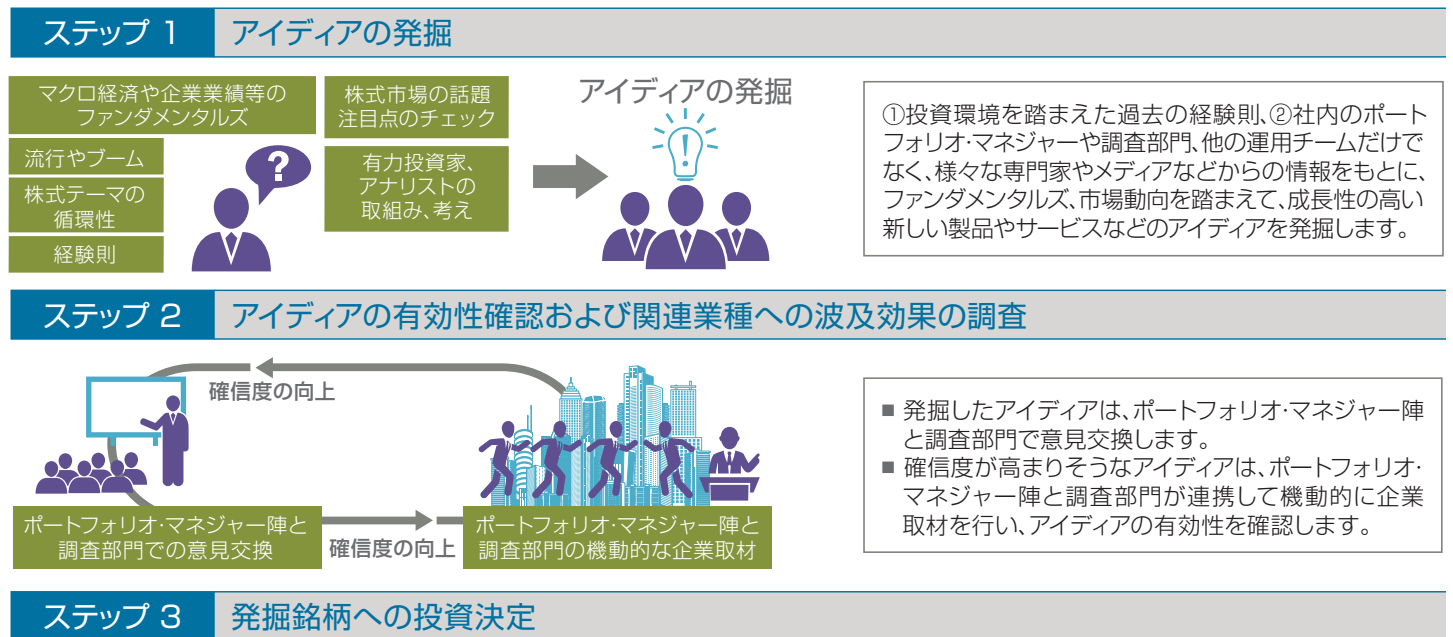 ステップ 1 アイディアの発掘
マクロ経済や企業業績等の
ファンダメンタルズ
流行やブーム
株式テーマの
循環性
経験則
株式市場の話題
注目点のチェック
有力投資家、
アナリストの
取組み、考え
?
アイディアの発掘
!
①投資環境を踏まえた過去の経験則、②社内のポート
フォリオ・マネジャーや調査部門、他の運用チームだけで
なく、様々な専門家やメディアなどからの情報をもとに、
ファンダメンタルズ、市場動向を踏まえて、成長性の高い
新しい製品やサービスなどのアイディアを発掘します。
ステップ 2 アイディアの有効性確認および関連業種への波及効果の調査
確信度の向上
ポートフォリオ・マネジャー陣と
調査部門での意見交換
確信度の向上
ポートフォリオ・マネジャー陣と
調査部門の機動的な企業取材
■ 発掘したアイディアは、ポートフォリオ・マネジャー陣
と調査部門で意見交換します。
■ 確信度が高まりそうなアイディアは、ポートフォリオ・
マネジャー陣と調査部門が連携して機動的に企業
取材を行い、アイディアの有効性を確認します。
ステップ 3 発掘銘柄への投資決定